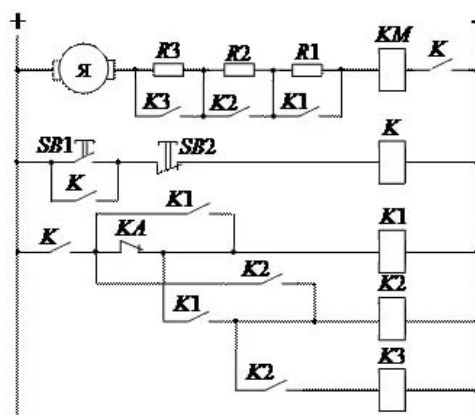 + -
R3 R2 R1 KM K
Я
K3 K2 K1
SB1 SB2 K
K
K1
K KA K1
K2 K2
K1
K2 K3